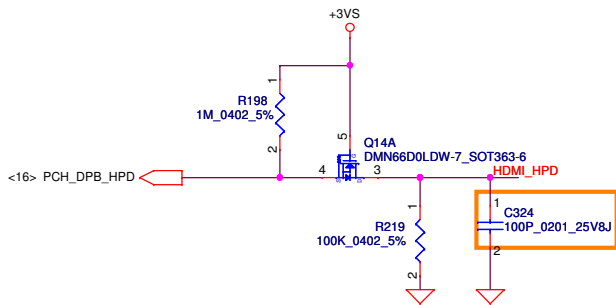 +3VS
1
R198
1M_0402_5%
2
5
Q14A
DMN66D0LDW-7_SOT363-6
<16> PCH_DPB_HPD
4
3
HDMI_HPD
1
R219
100K_0402_5%
2
1
C324
100P_0201_25V8J
2